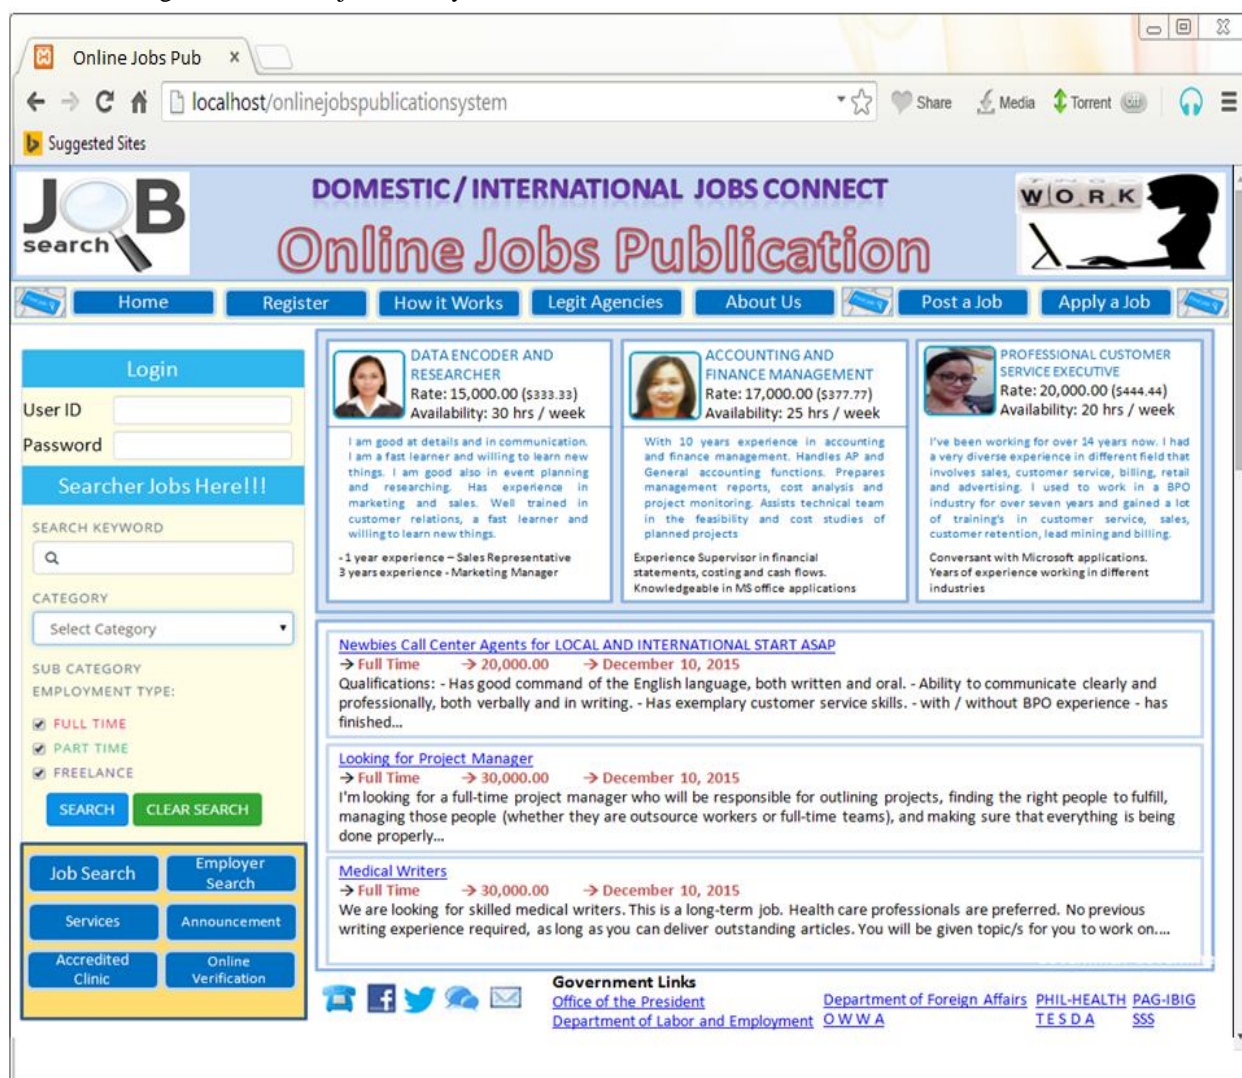 Online Jobs Pub x
localhost/onlinejobspublicationsystem
Share
Media
Torrent
Suggested Sites
JOB
search
DOMESTIC / INTERNATIONAL JOBS CONNECT
Online Jobs Publication
WORK
Home
Register
How it Works
Legit Agencies
About Us
Post a Job
Apply a Job
Login
User ID
Password
Searcher Jobs Here!!!
SEARCH KEYWORD
CATEGORY
Select Category
SUB CATEGORY
EMPLOYMENT TYPE:
FULL TIME
PART TIME
FREELANCE
SEARCH
CLEAR SEARCH
Job Search
Employer
Search
Services
Announcement
Accredited
Clinic
Online
Verification
DATA ENCODER AND
RESEARCHER
Rate: 15,000.00 ($333.33)
Availability: 30 hrs / week
I am good at details and in communication.
I am a fast learner and willing to learn new
things. I am good also in event planning
and researching. Has experience in
marketing and sales. Well trained in
customer relations, a fast learner and
willing to learn new things.
- 1 year experience – Sales Representative
3 years experience - Marketing Manager
ACCOUNTING AND
FINANCE MANAGEMENT
Rate: 17,000.00 ($377.77)
Availability: 25 hrs / week
With 10 years experience in accounting
and finance management. Handles AP and
General accounting functions. Prepares
management reports, cost analysis and
project monitoring. Assists technical team
in the feasibility and cost studies of
planned projects
Experience Supervisor in financial
statements, costing and cash flows.
Knowledgeable in MS office applications
PROFESSIONAL CUSTOMER
SERVICE EXECUTIVE
Rate: 20,000.00 ($444.44)
Availability: 20 hrs / week
I've been working for over 14 years now. I had
a very diverse experience in different field that
involves sales, customer service, billing, retail
and advertising. I used to work in a BPO
industry for over seven years and gained a lot
of training's in customer service, sales,
customer retention, lead mining and billing.
Conversant with Microsoft applications.
Years of experience working in different
industries
Newbies Call Center Agents for LOCAL AND INTERNATIONAL START ASAP
→ Full Time → 20,000.00 → December 10, 2015
Qualifications: - Has good command of the English language, both written and oral. - Ability to communicate clearly and
professionally, both verbally and in writing. - Has exemplary customer service skills. - with / without BPO experience - has
finished...
Looking for Project Manager
→ Full Time → 30,000.00 → December 10, 2015
I'm looking for a full-time project manager who will be responsible for outlining projects, finding the right people to fulfill,
managing those people (whether they are outsource workers or full-time teams), and making sure that everything is being
done properly...
Medical Writers
→ Full Time → 30,000.00 → December 10, 2015
We are looking for skilled medical writers. This is a long-term job. Health care professionals are preferred. No previous
writing experience required, as long as you can deliver outstanding articles. You will be given topic/s for you to work on....
Government Links
Office of the President
Department of Labor and Employment
Department of Foreign Affairs
O W W A
PHIL-HEALTH
T E S D A
PAG-IBIG
SSS